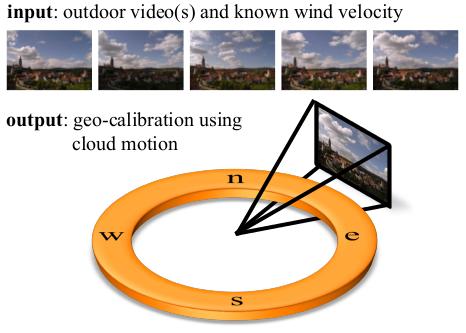 input: outdoor video(s) and known wind velocity
output: geo-calibration using
cloud motion
n
w
e
s